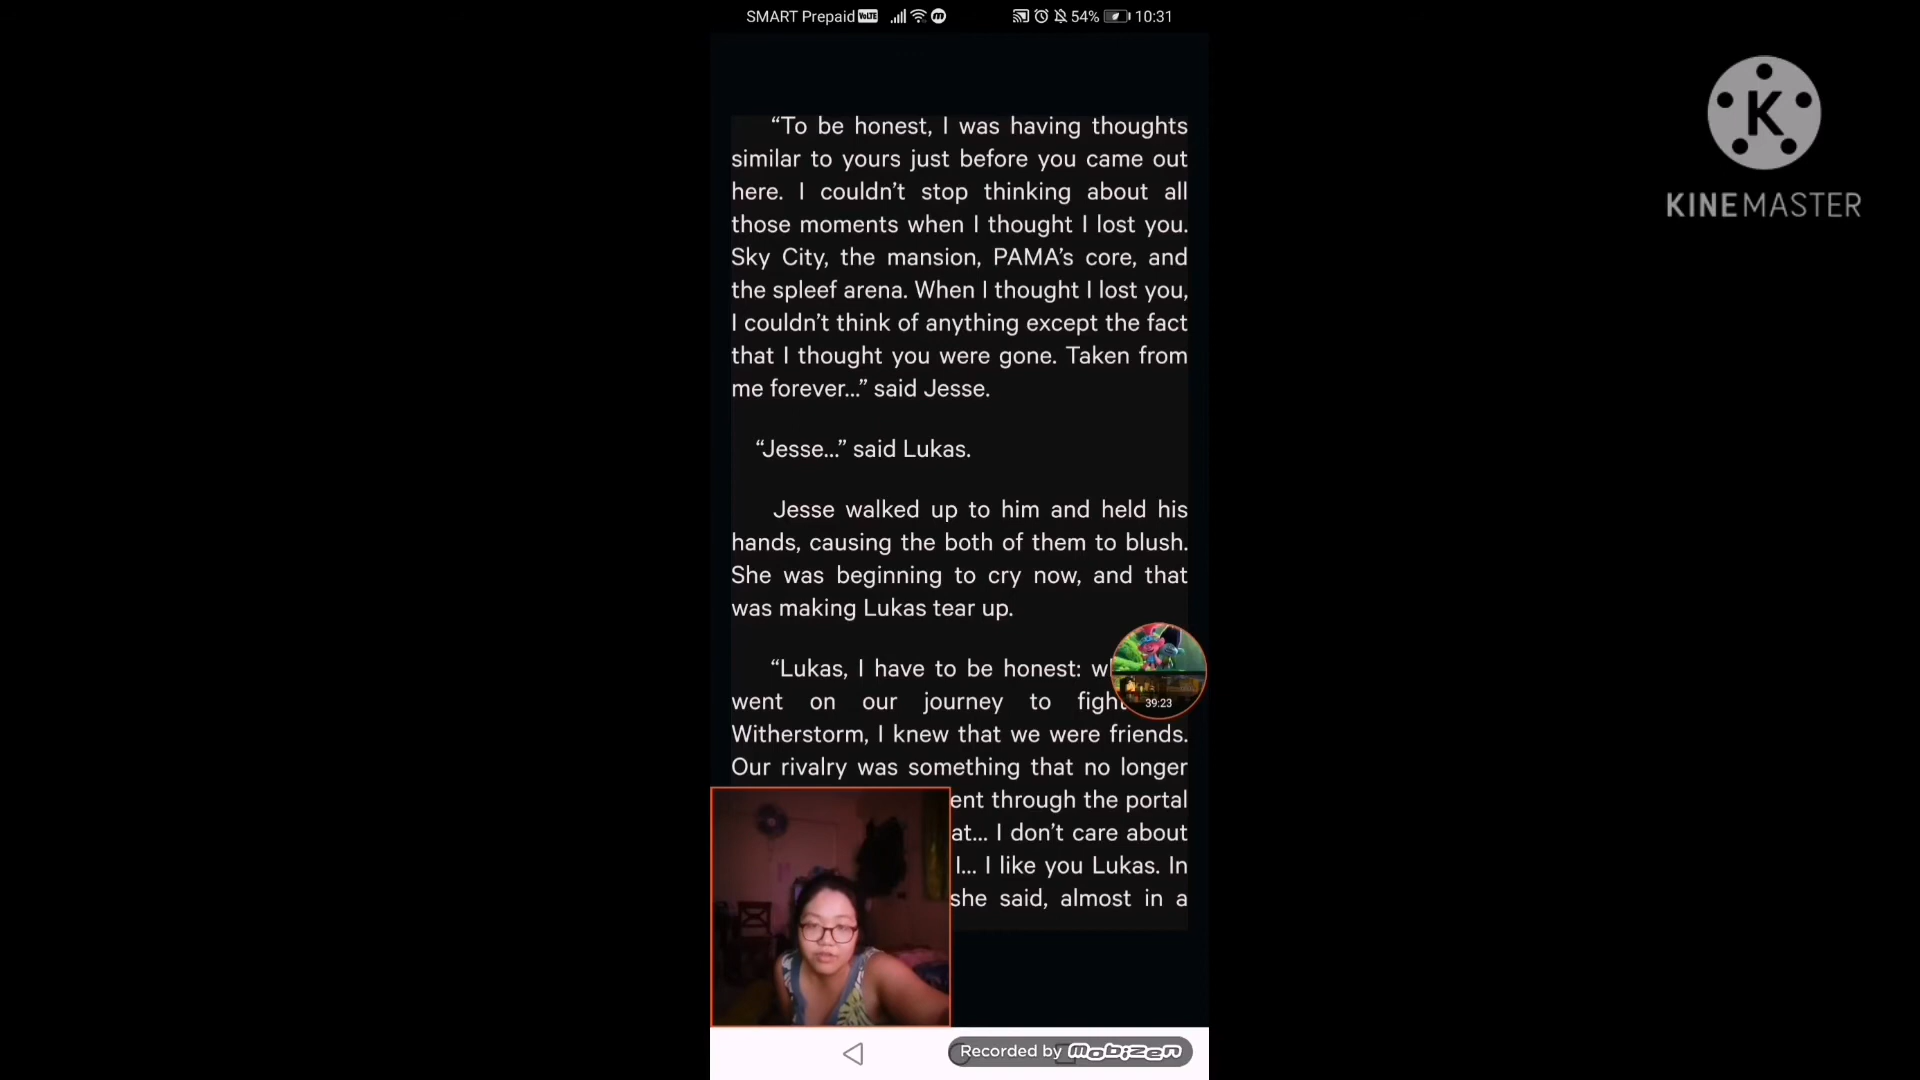 SMART Prepaid VoLTE 54% 10:31
K
KINEMASTER
“To be honest, I was having thoughts
similar to yours just before you came out
here. I couldn’t stop thinking about all
those moments when I thought I lost you.
Sky City, the mansion, PAMA’s core, and
the spleef arena. When I thought I lost you,
I couldn’t think of anything except the fact
that I thought you were gone. Taken from
me forever...” said Jesse.
“Jesse...” said Lukas.
Jesse walked up to him and held his
hands, causing the both of them to blush.
She was beginning to cry now, and that
was making Lukas tear up.
“Lukas, I have to be honest:
went on our journey to fight
Witherstorm, I knew that we were friends.
Our rivalry was something that no longer
through the portal
I don’t care about
I... I like you Lukas. In
she said, almost in a
39:23
Recorded by mobizen